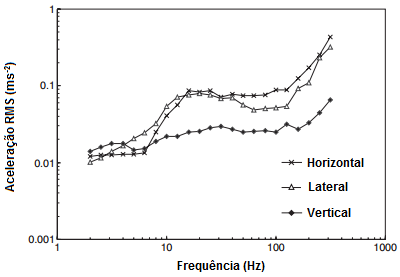 Aceleração RMS (ms-2)
1
0.1
0.01
0.001
Horizontal
Lateral
Vertical
1
10
100
1000
Frequência (Hz)